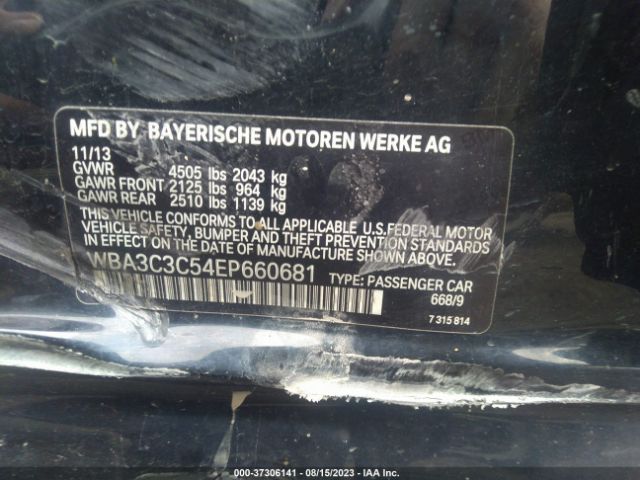 MFD BY BAYERISCHE MOTOREN WERKE AG
11/13
GVWR 4505 lbs 2043 kg
GAWR FRONT 2125 lbs 964 kg
GAWR REAR 2510 lbs 1139 kg
THIS VEHICLE CONFORMS TO ALL APPLICABLE U.S.FEDERAL MOTOR
VEHICLE SAFETY, BUMPER AND THEFT PREVENTION STANDARDS
IN EFFECT ON THE DATE OF MANUFACTURE SHOWN ABOVE.
WBA3C3C54EP660681 TYPE: PASSENGER CAR
668/9
7 315 814
000-37306141 - 08/15/2023 - IAA Inc.